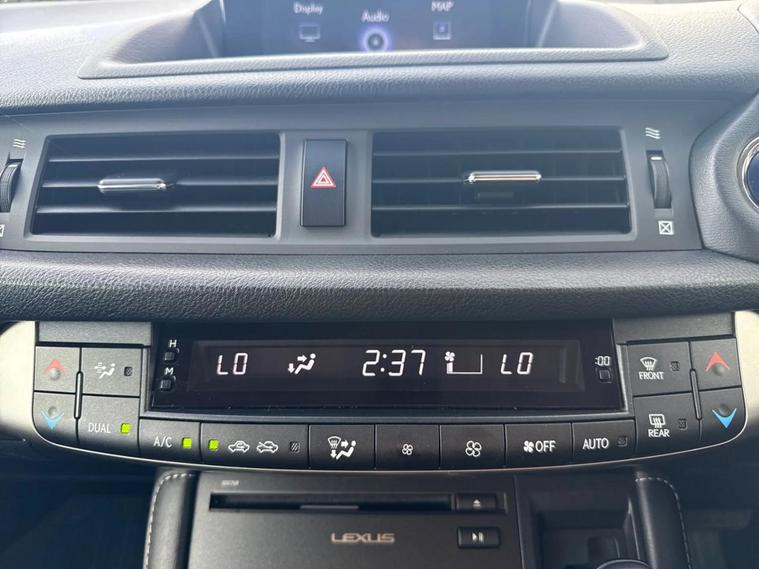 Display
Audio
MAP
H
M
LO
2:37
LO
:00
FRONT
DUAL
A/C
OFF
AUTO
REAR
LEXUS